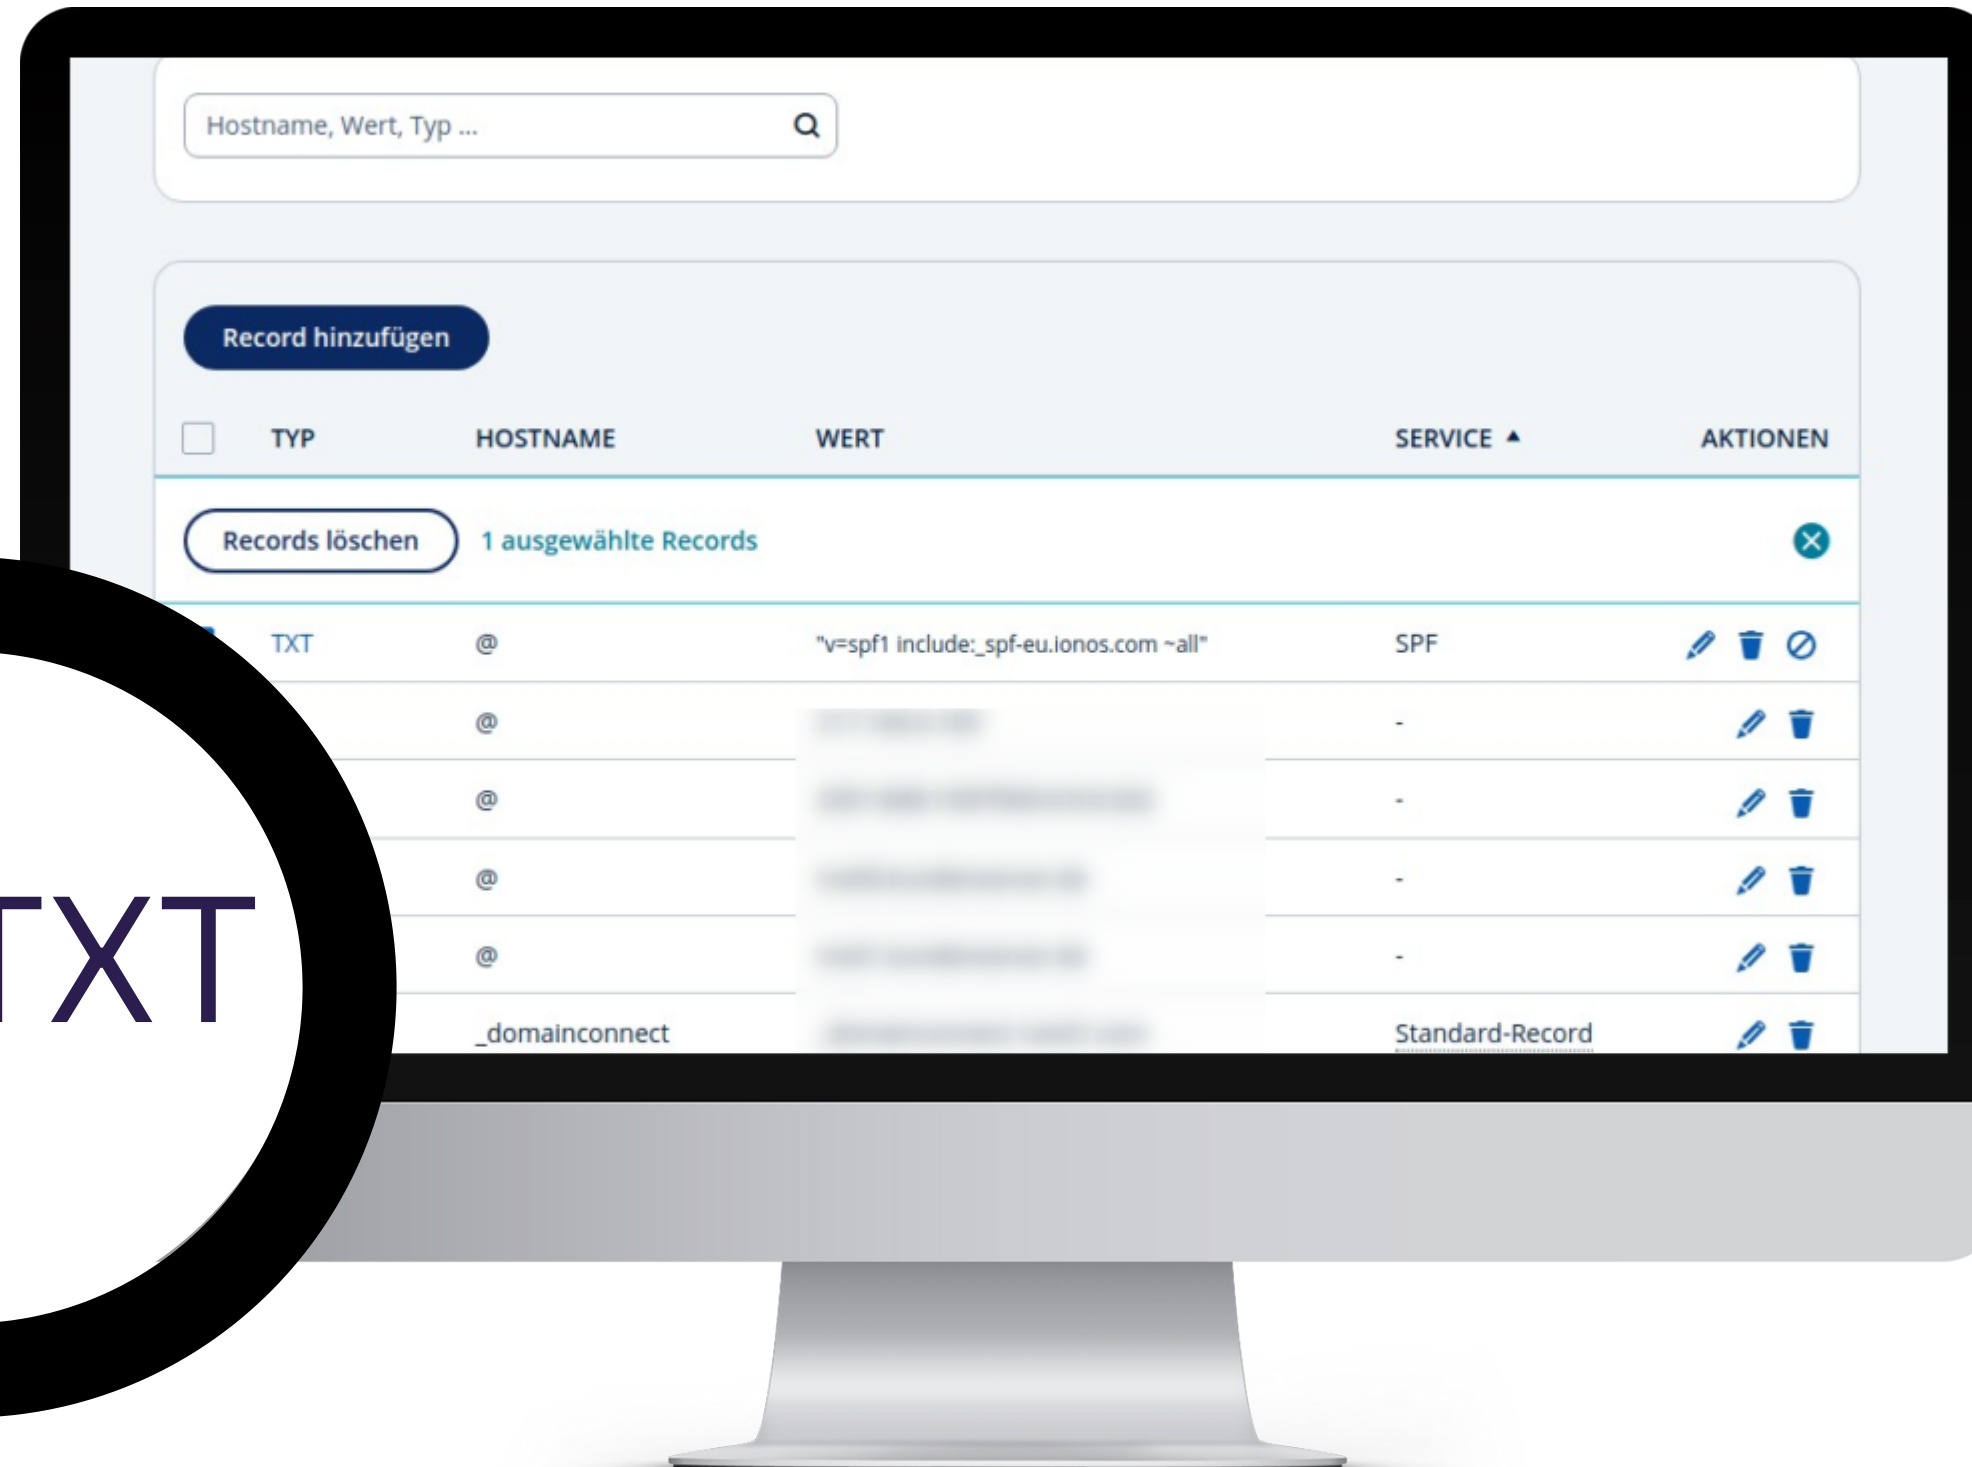 Hostname, Wert, Typ ...
Record hinzufügen
TYP HOSTNAME WERT SERVICE ▲ AKTIONEN
Records löschen 1 ausgewählte Records
TXT @ "v=spf1 include:_spf-eu.ionos.com ~all" SPF
@ -
@ -
@ -
@ -
_domainconnect Standard-Record
TXT